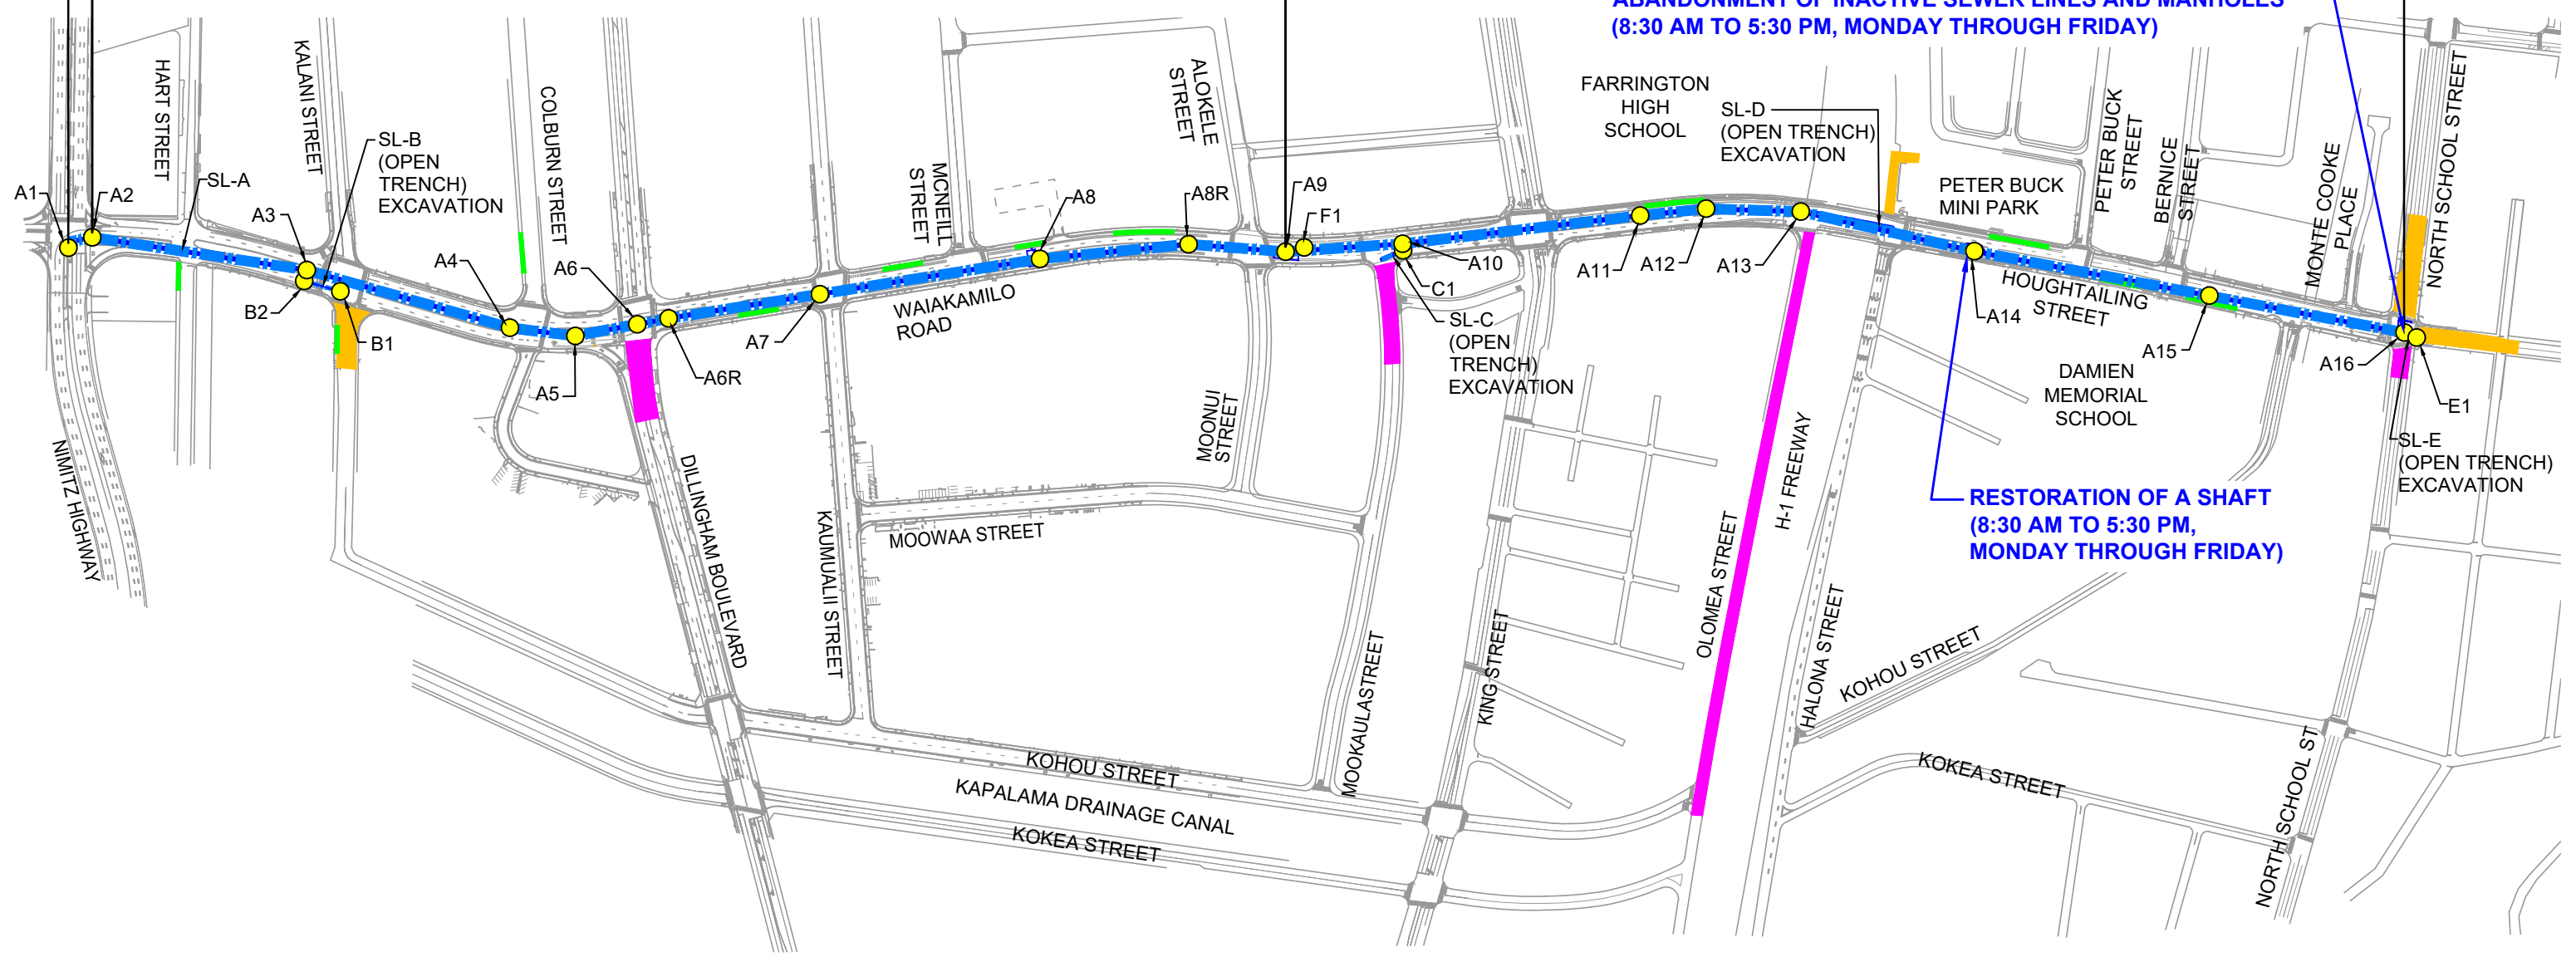 ABANDONMENT OF INACTIVE SEWER LINES AND MANHOLES
(8:30 AM TO 5:30 PM, MONDAY THROUGH FRIDAY)
HART STREET
KALANI STREET
COLBURN STREET
SL-B
(OPEN
TRENCH)
EXCAVATION
SL-A
A1
A2
A3
B2
B1
A4
A5
A6
A6R
A7
MCNEILL
STREET
A8
ALOKELE
STREET
A8R
A9
F1
A10
C1
SL-C
(OPEN
TRENCH)
EXCAVATION
WAIAKAMILO
ROAD
FARRINGTON
HIGH
SCHOOL
SL-D
(OPEN TRENCH)
EXCAVATION
A11
A12
A13
PETER BUCK
MINI PARK
PETER BUCK
STREET
BERNICE
STREET
MONTE COOKE
PLACE
NORTH SCHOOL STREET
A14
HOUGHTAILING
STREET
A15
A16
E1
DAMIEN
MEMORIAL
SCHOOL
SL-E
(OPEN TRENCH)
EXCAVATION
RESTORATION OF A SHAFT
(8:30 AM TO 5:30 PM,
MONDAY THROUGH FRIDAY)
NIMITZ HIGHWAY
DILLINGHAM BOULEVARD
KAUMUALII STREET
MOOWAA STREET
MOONUI
STREET
MOOKAULASTREET
KING STREET
OLOMEA STREET
H-1 FREEWAY
HALONA STREET
KOHOU STREET
KOKEA STREET
NORTH SCHOOL ST
KOHOU STREET
KAPALAMA DRAINAGE CANAL
KOKEA STREET